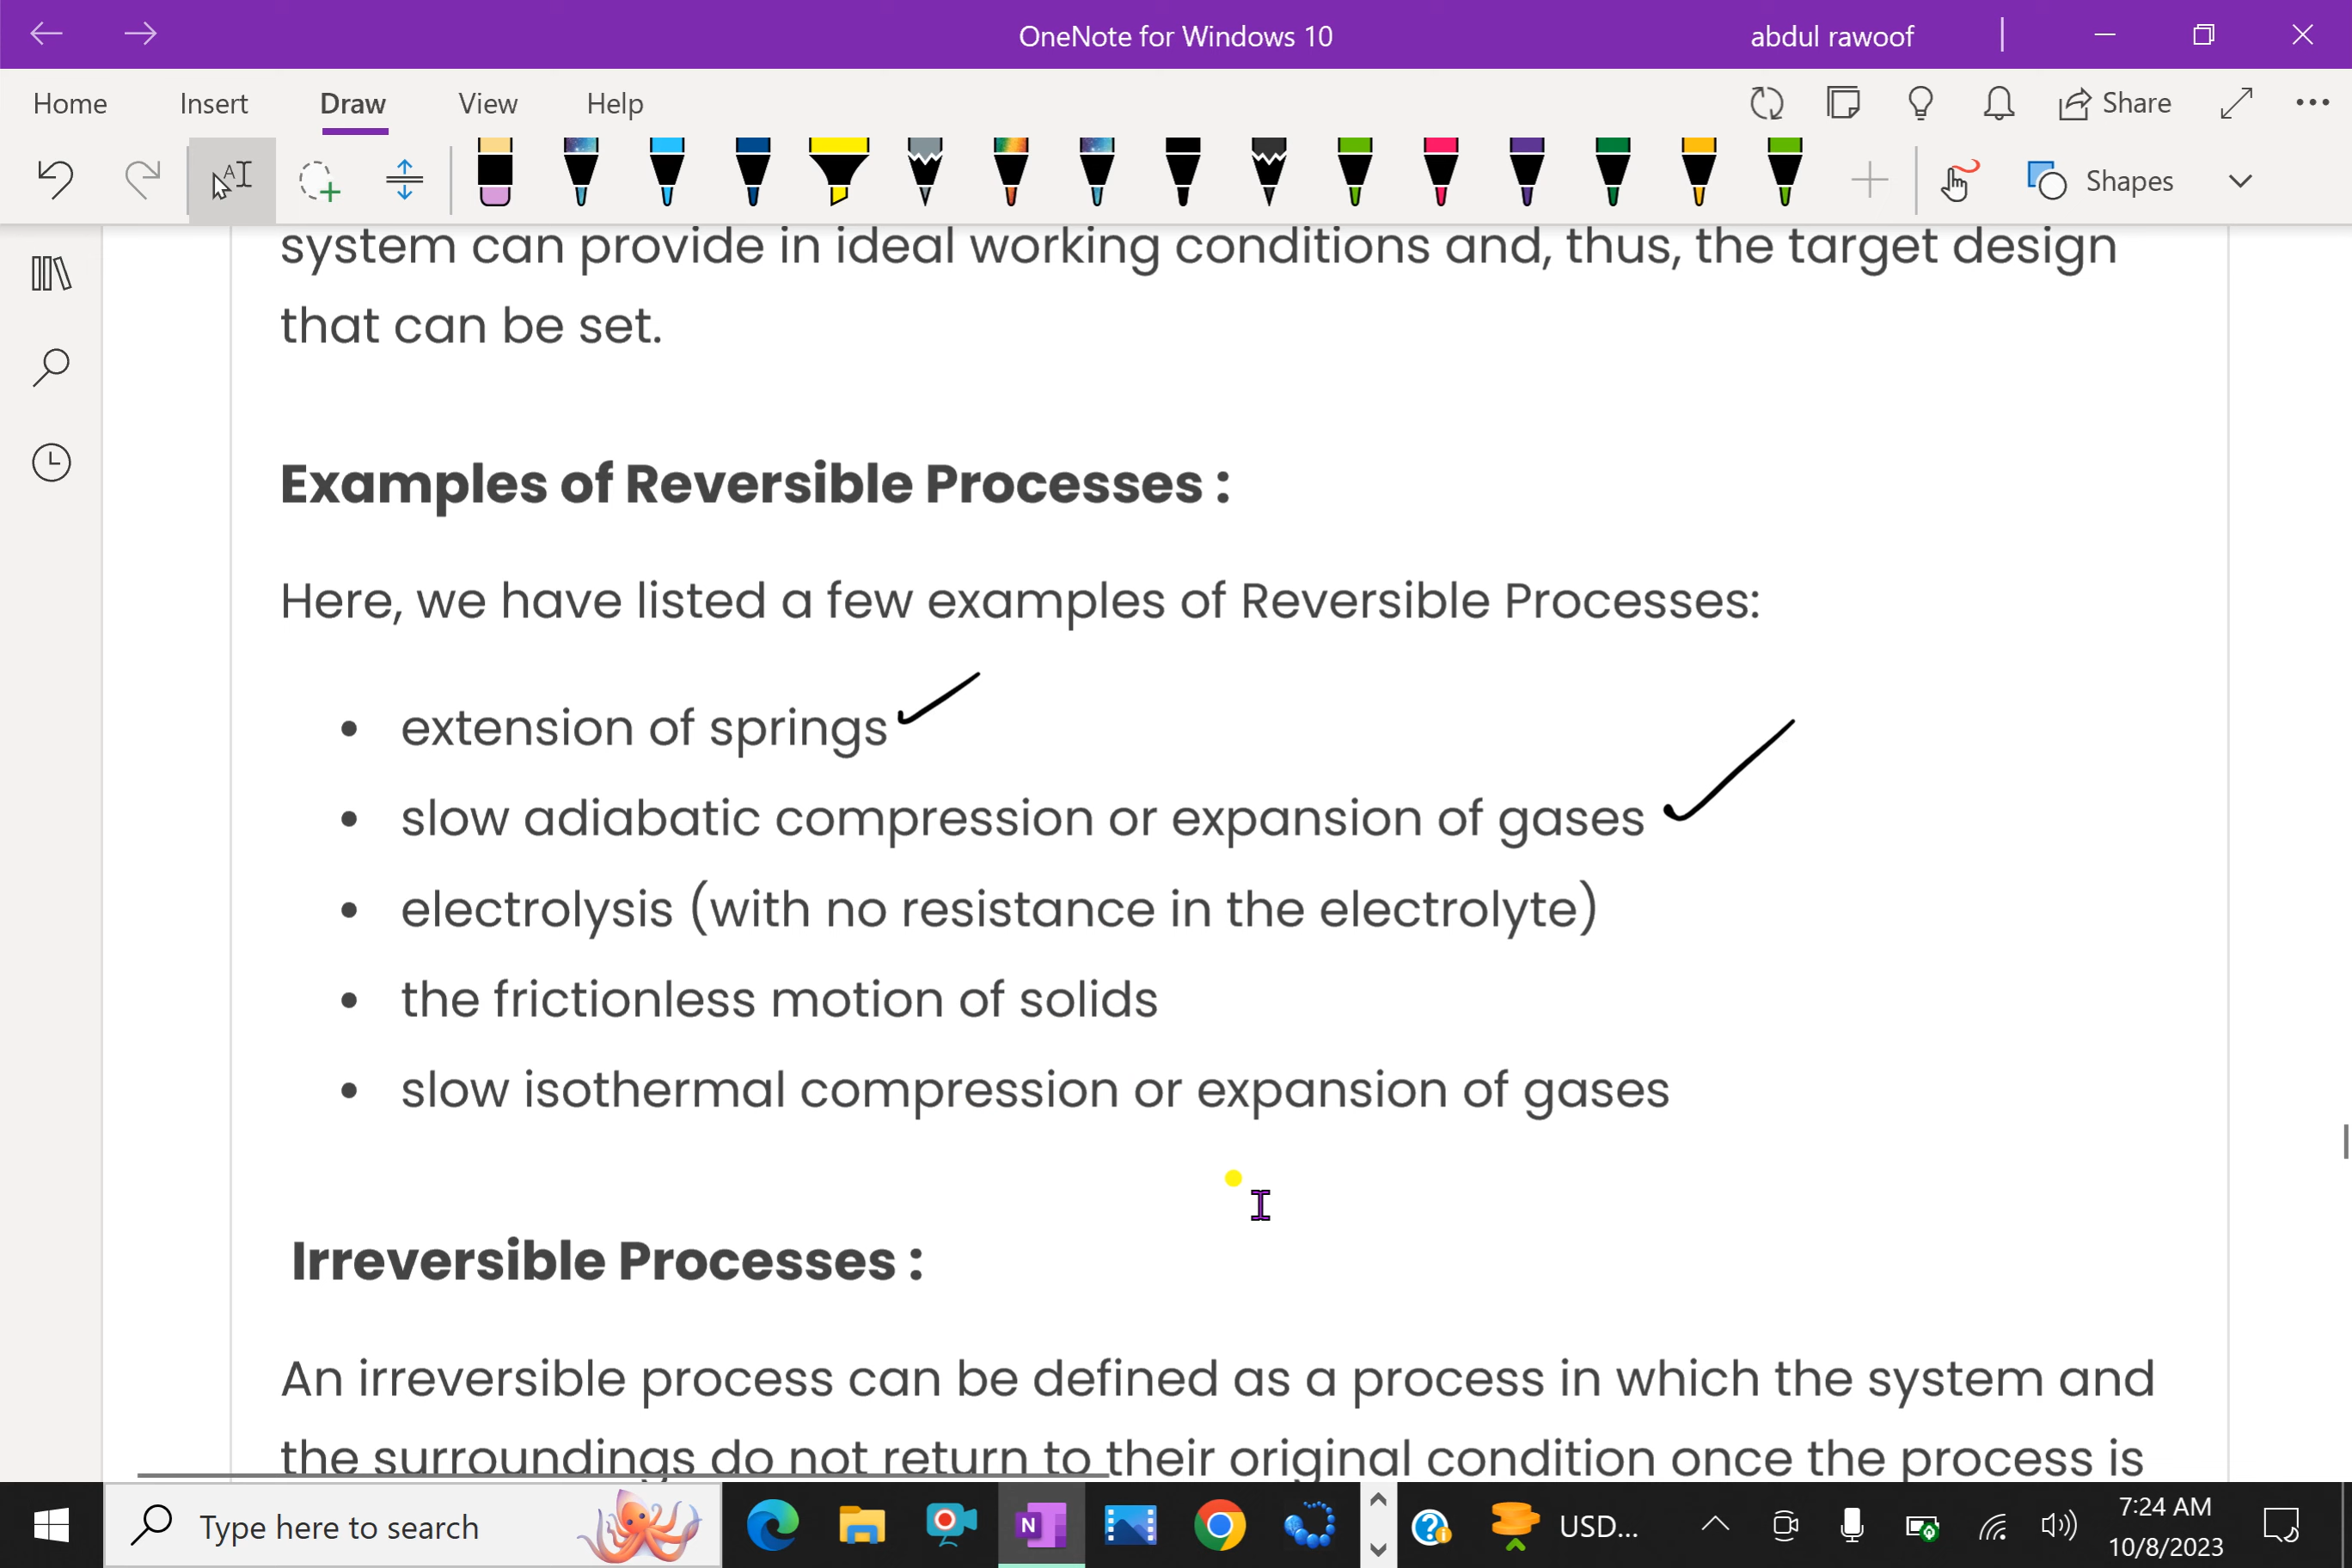 OneNote for Windows 10
abdul rawoof
Home Insert Draw View Help
Share
Shapes
system can provide in ideal working conditions and, thus, the target design
that can be set.
Examples of Reversible Processes :
Here, we have listed a few examples of Reversible Processes:
• extension of springs
• slow adiabatic compression or expansion of gases
• electrolysis (with no resistance in the electrolyte)
• the frictionless motion of solids
• slow isothermal compression or expansion of gases
Irreversible Processes :
An irreversible process can be defined as a process in which the system and
the surroundings do not return to their original condition once the process is
Type here to search
USD...
7:24 AM
10/8/2023